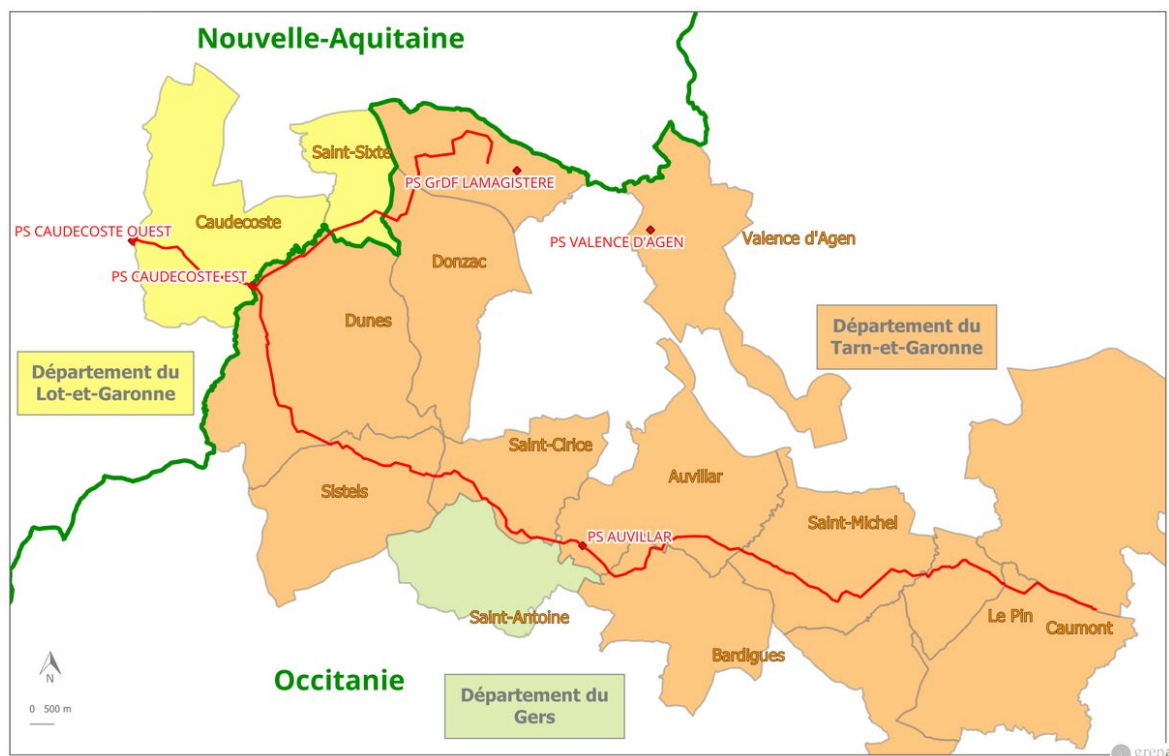 Nouvelle-Aquitaine
Saint-Sixte
PS GrDF LAMAGISTERE
Caudecoste
PS CAUDECOSTE OUEST
PS VALENCE D'AGEN
Valence d'Agen
Donzac
PS CAUDECOSTE EST
Dunes
Département du
Tarn-et-Garonne
Département du
Lot-et-Garonne
Saint-Cirice
Auvillar
Sistels
Saint-Michel
PS AUVILLAR
Saint-Antoine
Le Pin
Caumont
Bardigues
Occitanie
Département du
Gers
N
0 500 m